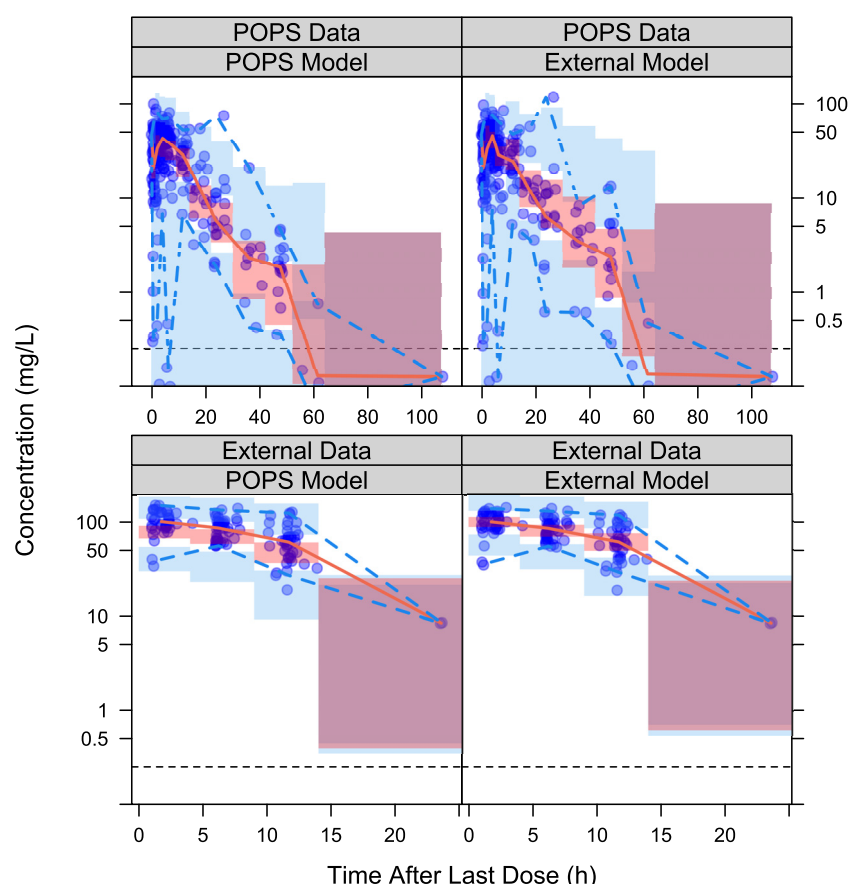 POPS Data POPS Data
POPS Model External Model
100
50
10
5
1
0.5
0 20 40 60 80 100 0 20 40 60 80 100
External Data External Data
POPS Model External Model
100
50
10
5
1
0.5
0 5 10 15 20 0 5 10 15 20
Concentration (mg/L)
Time After Last Dose (h)